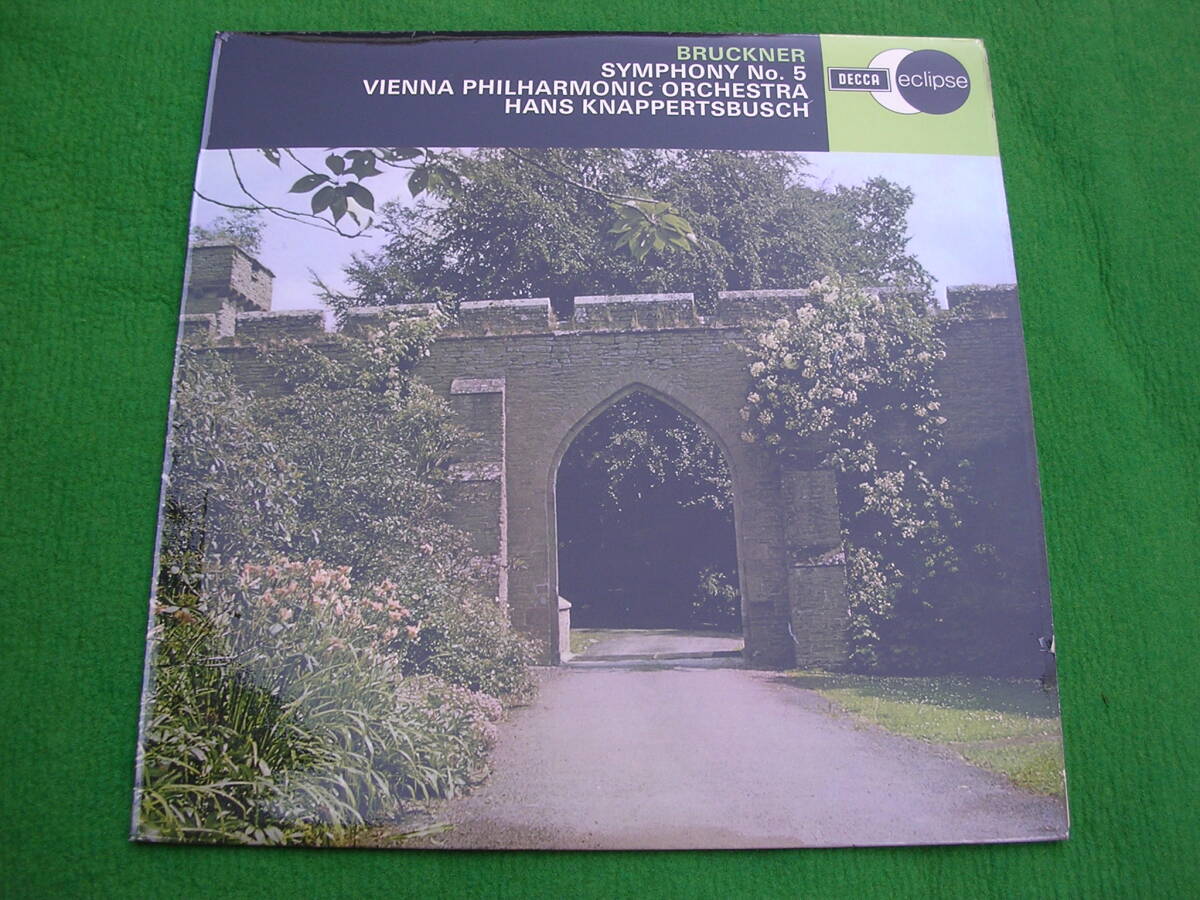 BRUCKNER
SYMPHONY No. 5
VIENNA PHILHARMONIC ORCHESTRA
HANS KNAPPERTSBUSCH
DECCA
eclipse